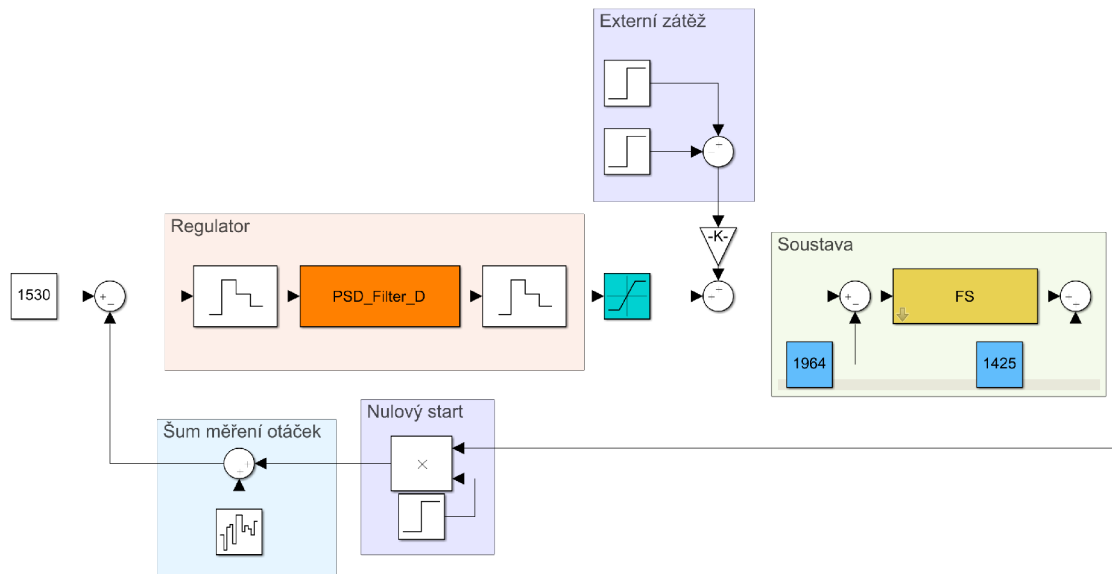 Externí zátěž
Regulator
-K-
Soustava
1530
PSD_Filter_D
FS
1964
1425
Nulový start
Šum měření otáček